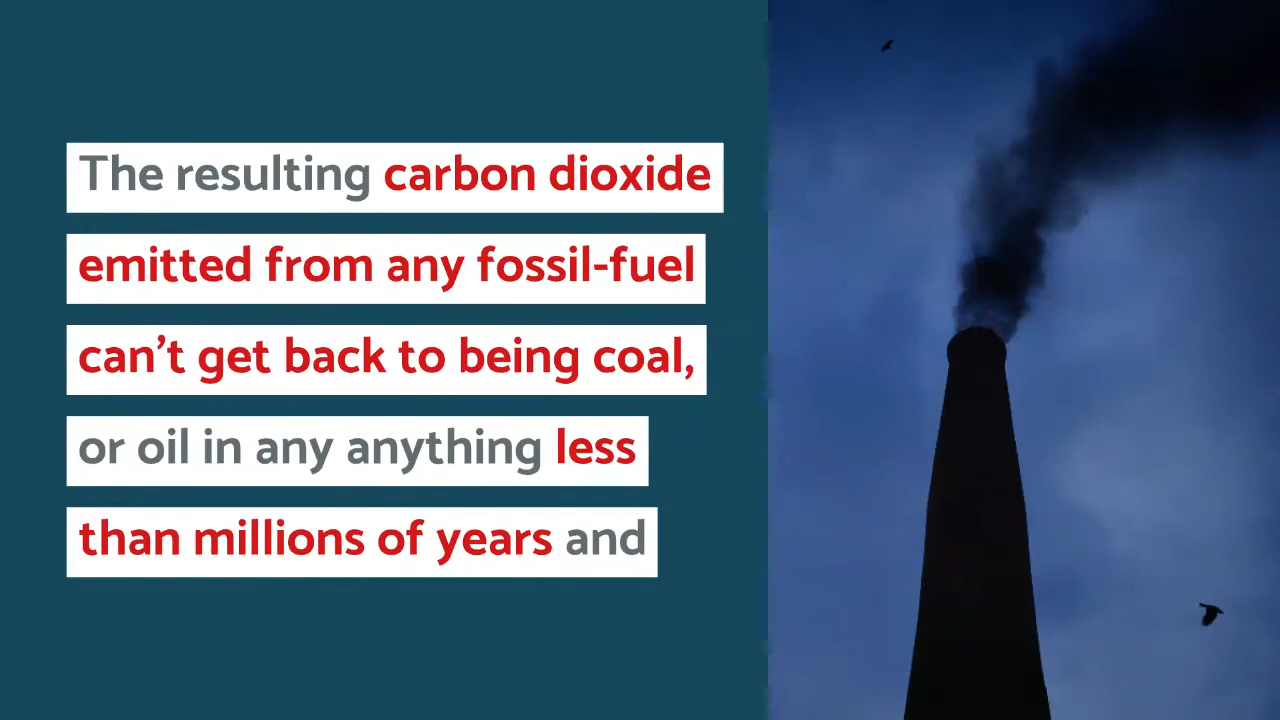 The resulting carbon dioxide
emitted from any fossil-fuel
can’t get back to being coal,
or oil in any anything less
than millions of years and